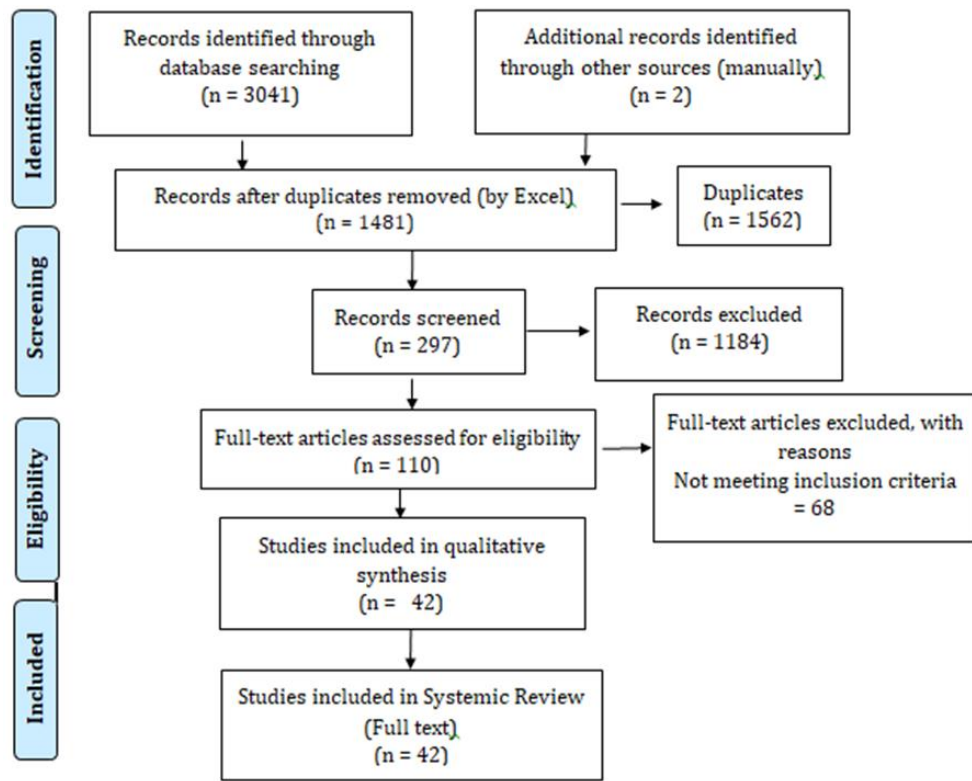 Identification
Records identified through
database searching
(n = 3041)
Additional records identified
through other sources (manually)
(n = 2)
Records after duplicates removed (by Excel)
(n = 1481)
Duplicates
(n = 1562)
Screening
Records screened
(n = 297)
Records excluded
(n = 1184)
Eligibility
Full-text articles assessed for eligibility
(n = 110)
Full-text articles excluded, with
reasons
Not meeting inclusion criteria
= 68
Studies included in qualitative
synthesis
(n = 42)
Included
Studies included in Systemic Review
(Full text)
(n = 42)